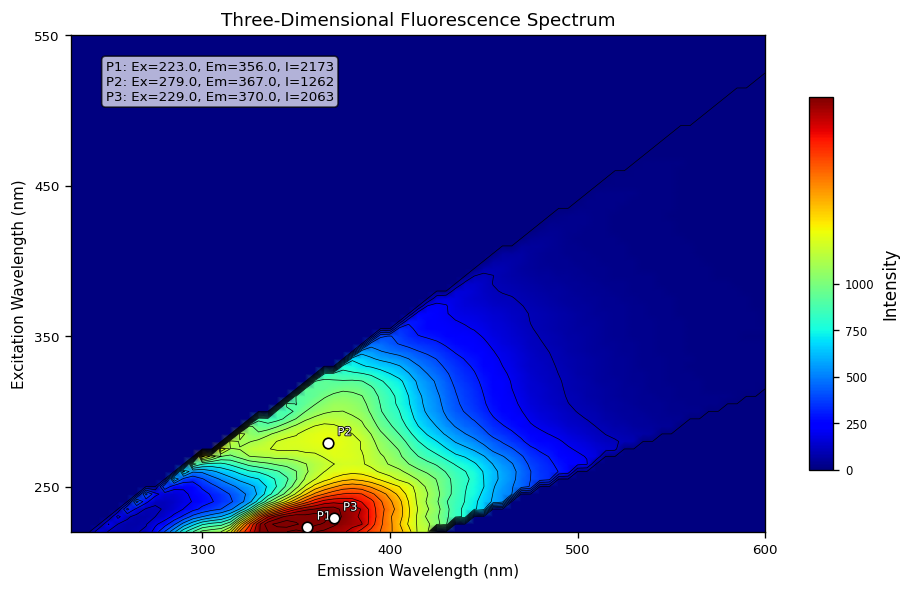 Three-Dimensional Fluorescence Spectrum
P1: Ex=223.0, Em=356.0, I=2173
P2: Ex=279.0, Em=367.0, I=1262
P3: Ex=229.0, Em=370.0, I=2063
550
450
350
250
Excitation Wavelength (nm)
P2
P3
P1
300
400
500
600
Emission Wavelength (nm)
1000
750
500
250
0
Intensity